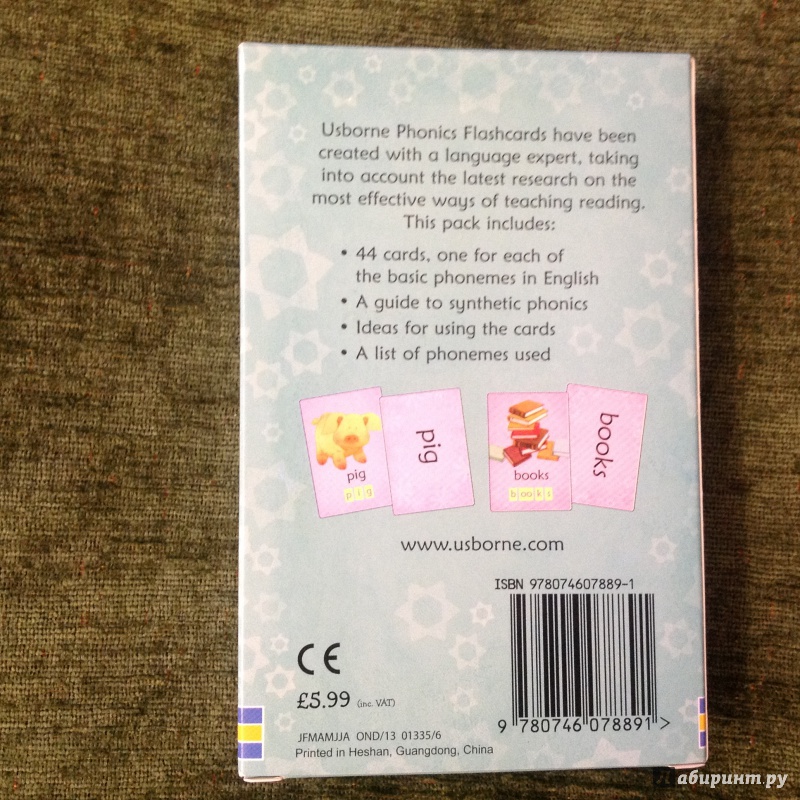 Usborne Phonics Flashcards have been
created with a language expert, taking
into account the latest research on the
most effective ways of teaching reading.
This pack includes:
• 44 cards, one for each of
the basic phonemes in English
• A guide to synthetic phonics
• Ideas for using the cards
• A list of phonemes used
pig
p i g
pig
books
b oo k s
books
www.usborne.com
ISBN 978074607889-1
9 780746 078891 >
CE
£5.99 (inc. VAT)
JFMAMJJA OND/13 01335/6
Printed in Heshan, Guangdong, China
Лабиринт.ру